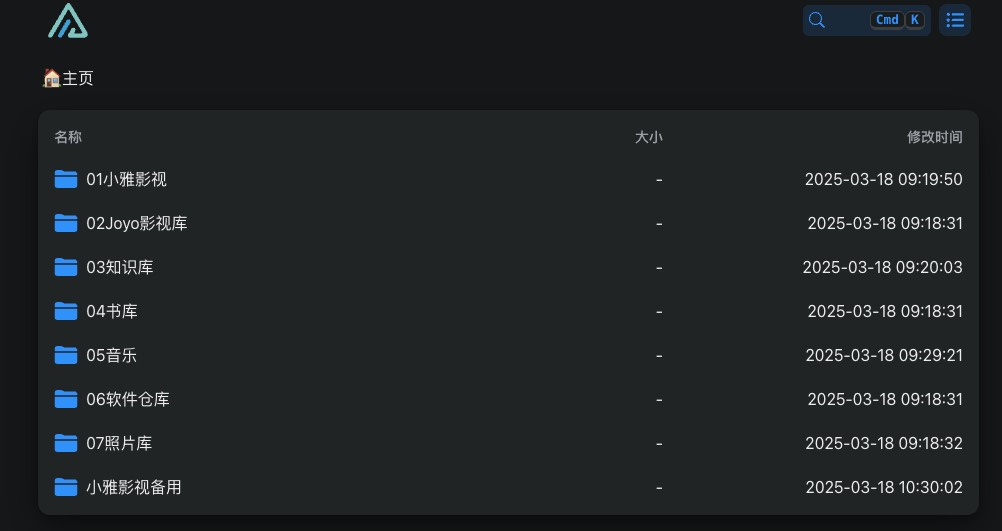 Cmd K
🏠主页
名称 大小 修改时间
01小雅影视 - 2025-03-18 09:19:50
02Joyo影视库 - 2025-03-18 09:18:31
03知识库 - 2025-03-18 09:20:03
04书库 - 2025-03-18 09:18:31
05音乐 - 2025-03-18 09:29:21
06软件仓库 - 2025-03-18 09:18:31
07照片库 - 2025-03-18 09:18:32
小雅影视备用 - 2025-03-18 10:30:02